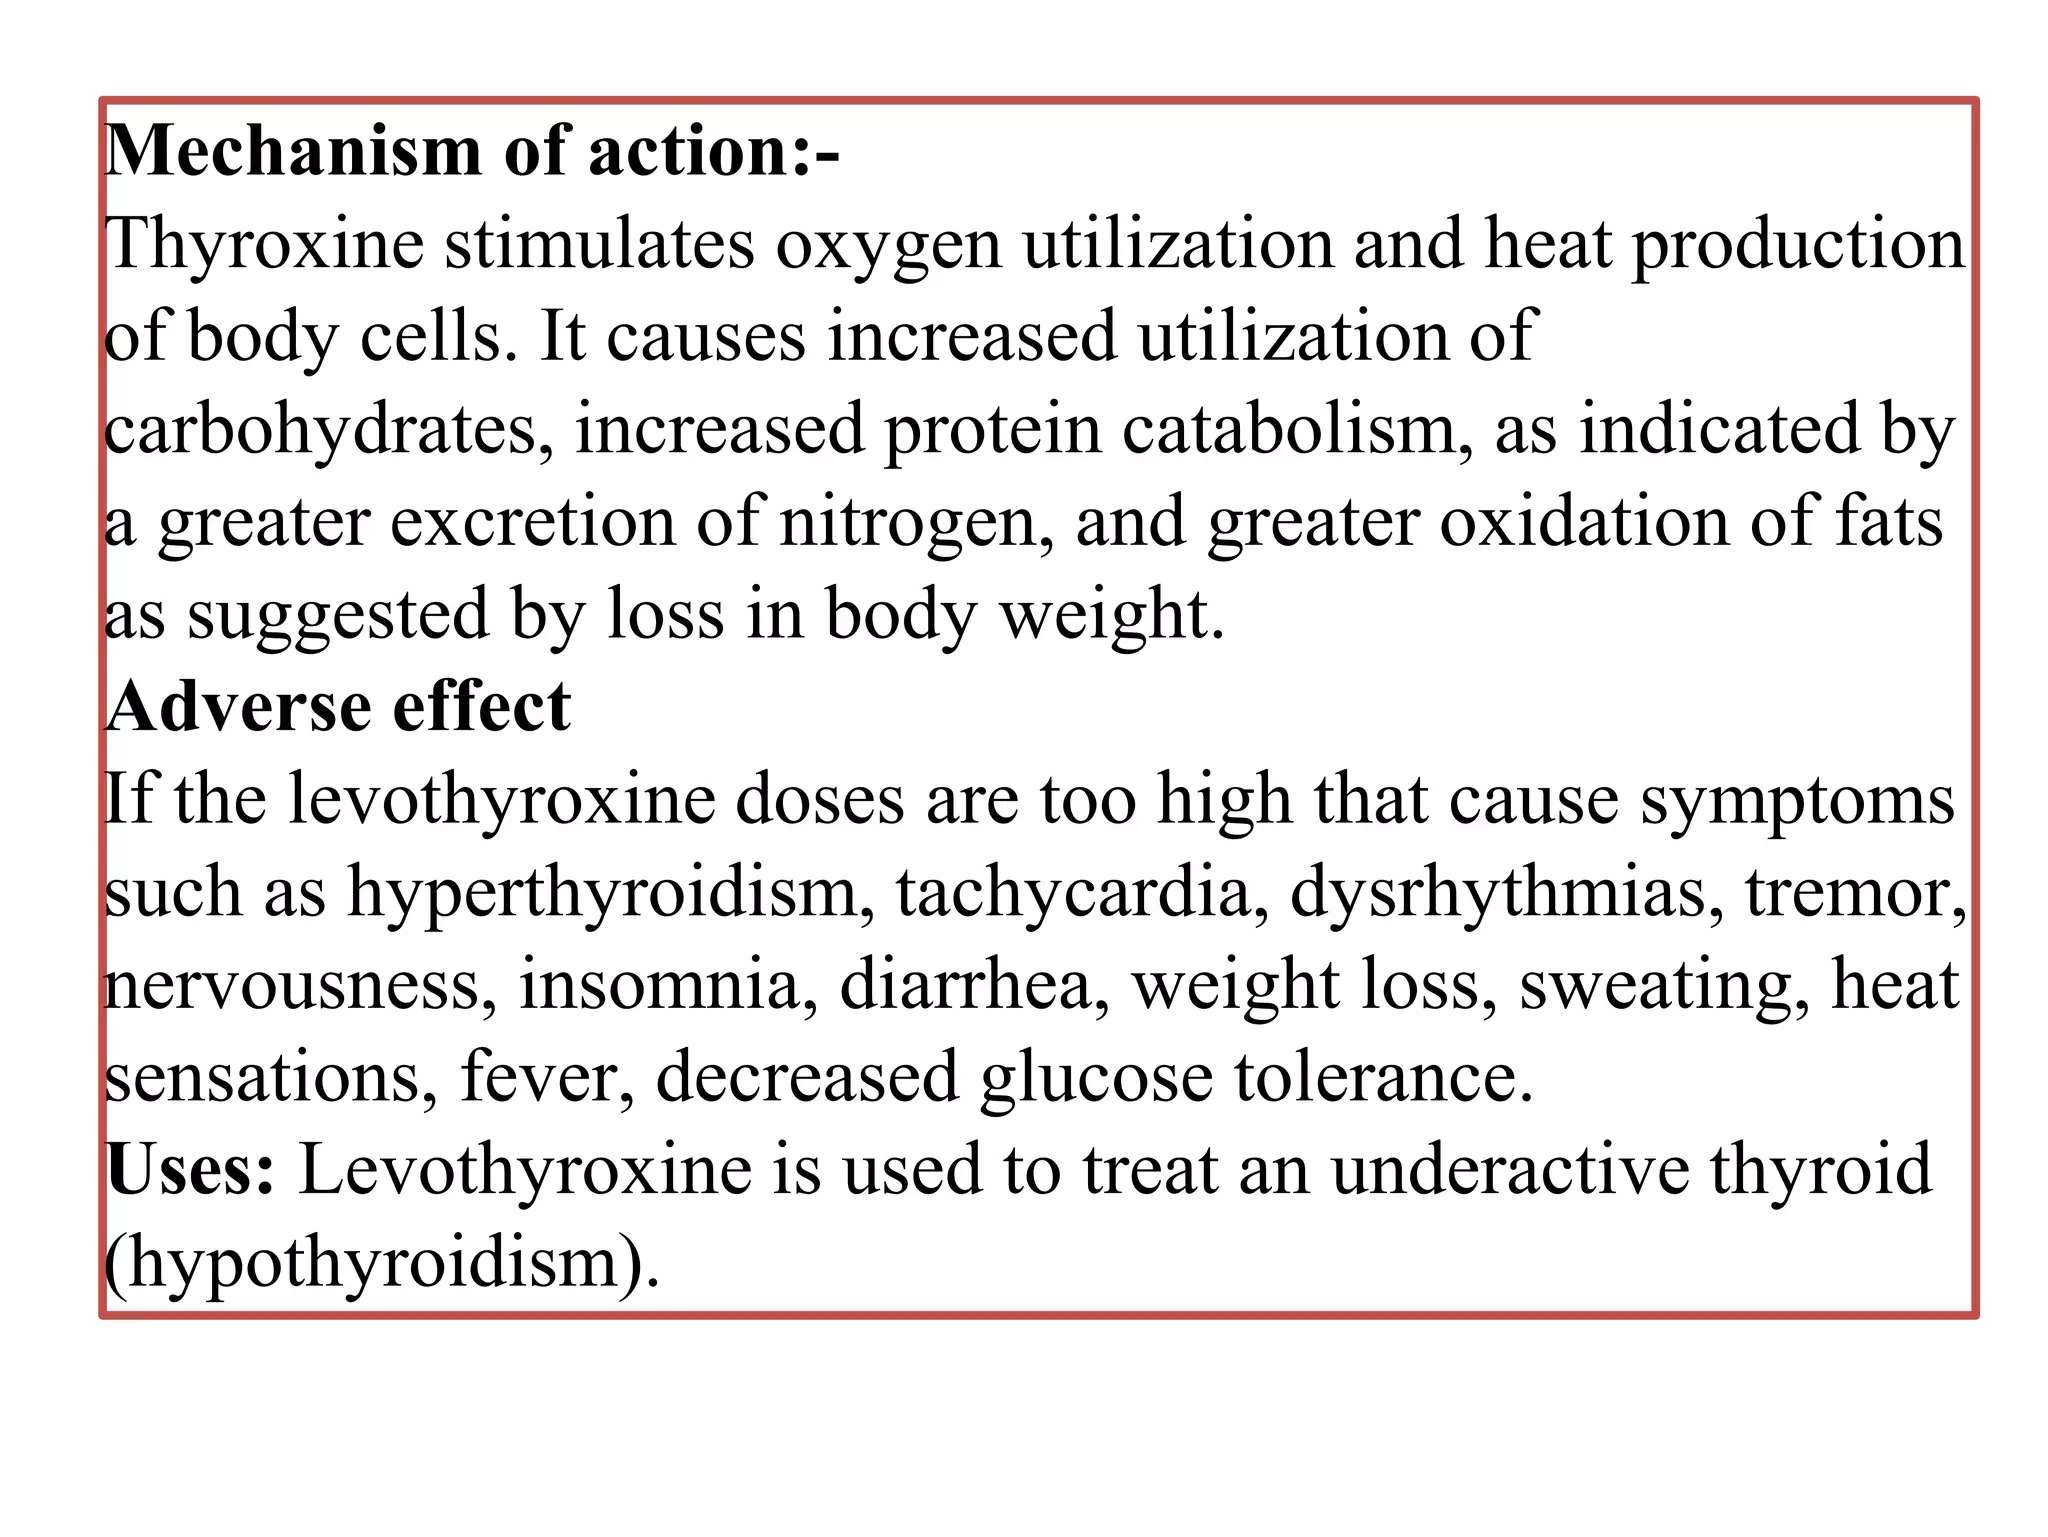 Mechanism of action:-
Thyroxine stimulates oxygen utilization and heat production
of body cells. It causes increased utilization of
carbohydrates, increased protein catabolism, as indicated by
a greater excretion of nitrogen, and greater oxidation of fats
as suggested by loss in body weight.
Adverse effect
If the levothyroxine doses are too high that cause symptoms
such as hyperthyroidism, tachycardia, dysrhythmias, tremor,
nervousness, insomnia, diarrhea, weight loss, sweating, heat
sensations, fever, decreased glucose tolerance.
Uses: Levothyroxine is used to treat an underactive thyroid
(hypothyroidism).